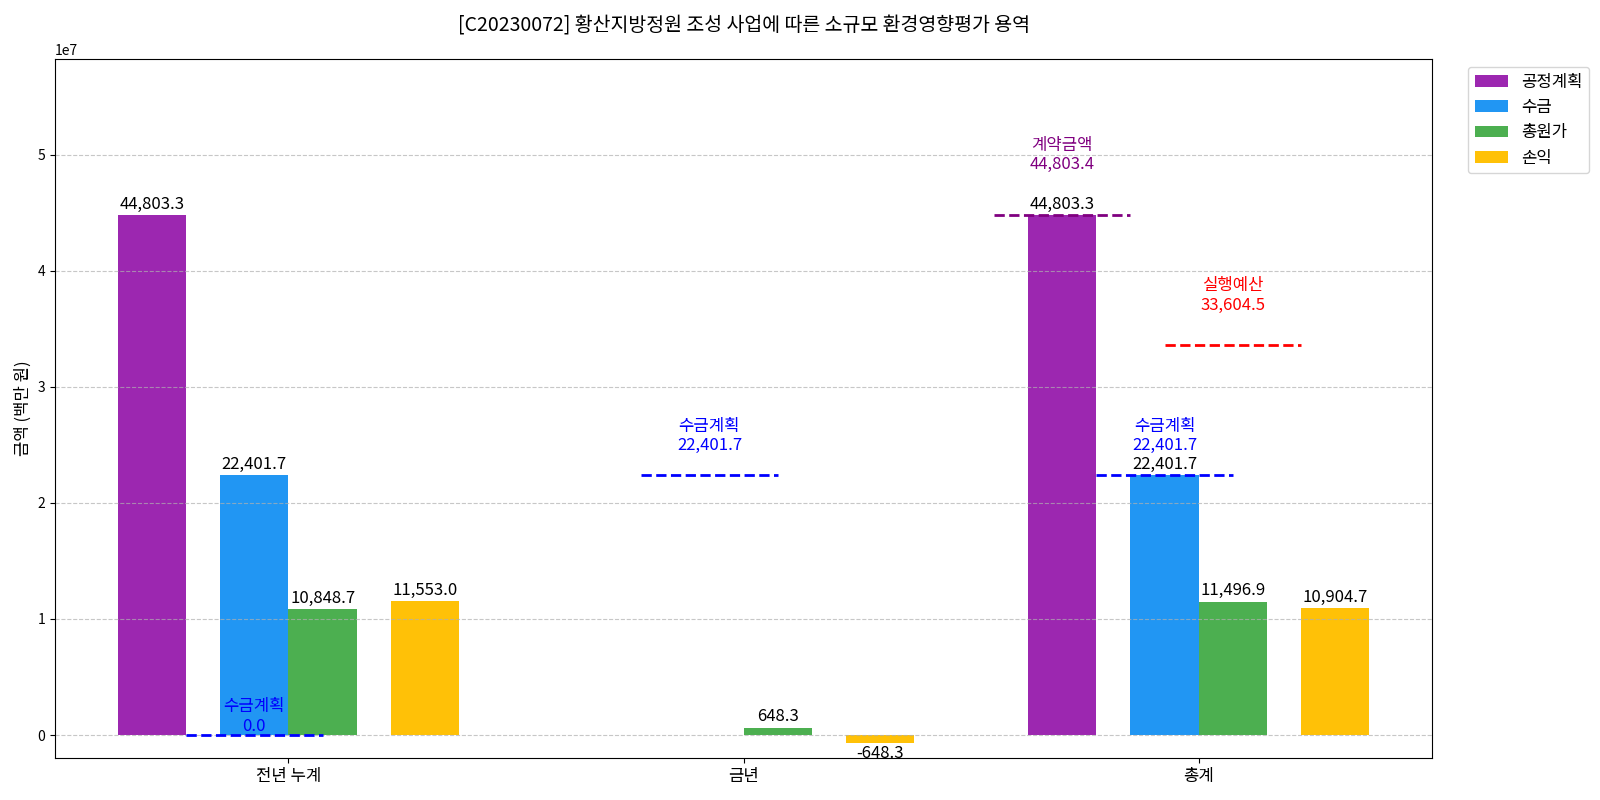 [C20230072] 황산지방정원 조성 사업에 따른 소규모 환경영향평가 용역
1e7
공정계획
수금
총원가
손익
금액 (백만 원)
5
4
3
2
1
0
계약금액
44,803.4
44,803.3
44,803.3
실행예산
33,604.5
수금계획
22,401.7
수금계획
22,401.7
22,401.7
22,401.7
10,848.7
11,553.0
11,496.9
10,904.7
수금계획
0.0
648.3
-648.3
전년 누계
금년
총계